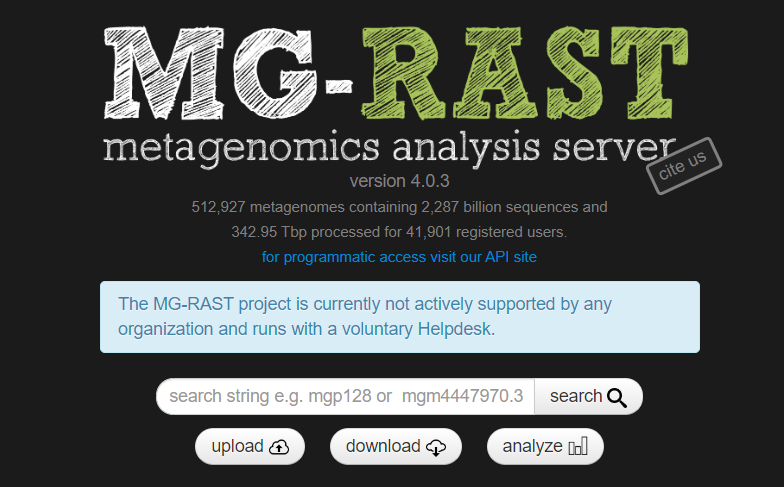 MG-RAST
metagenomics analysis server
cite us
version 4.0.3
512,927 metagenomes containing 2,287 billion sequences and
342.95 Tbp processed for 41,901 registered users.
for programmatic access visit our API site
The MG-RAST project is currently not actively supported by any
organization and runs with a voluntary Helpdesk.
search string e.g. mgp128 or  mgm4447970.3 search
upload download analyze